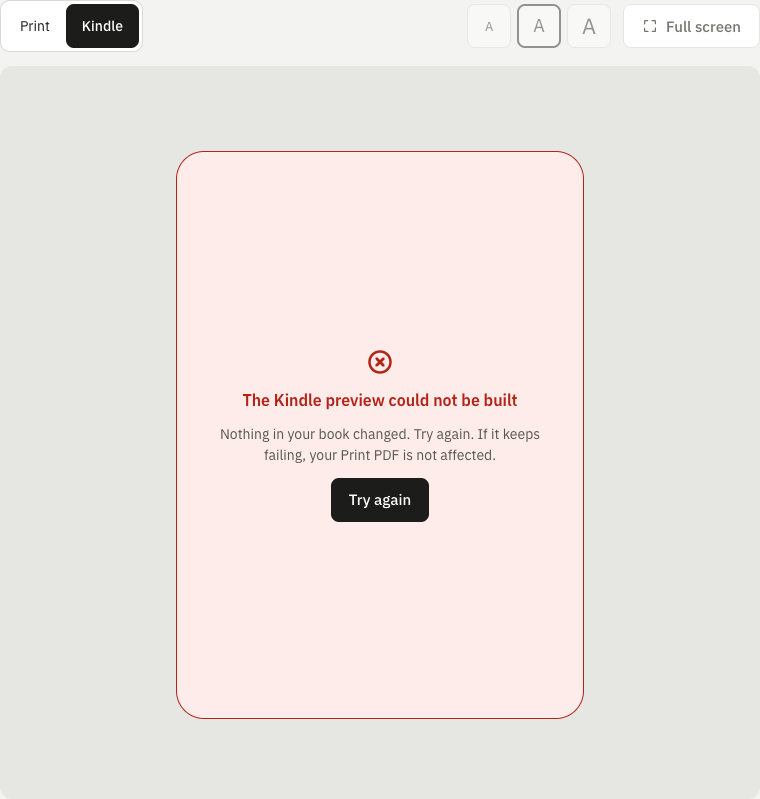 Print Kindle A A A Full screen
The Kindle preview could not be built
Nothing in your book changed. Try again. If it keeps
failing, your Print PDF is not affected.
Try again